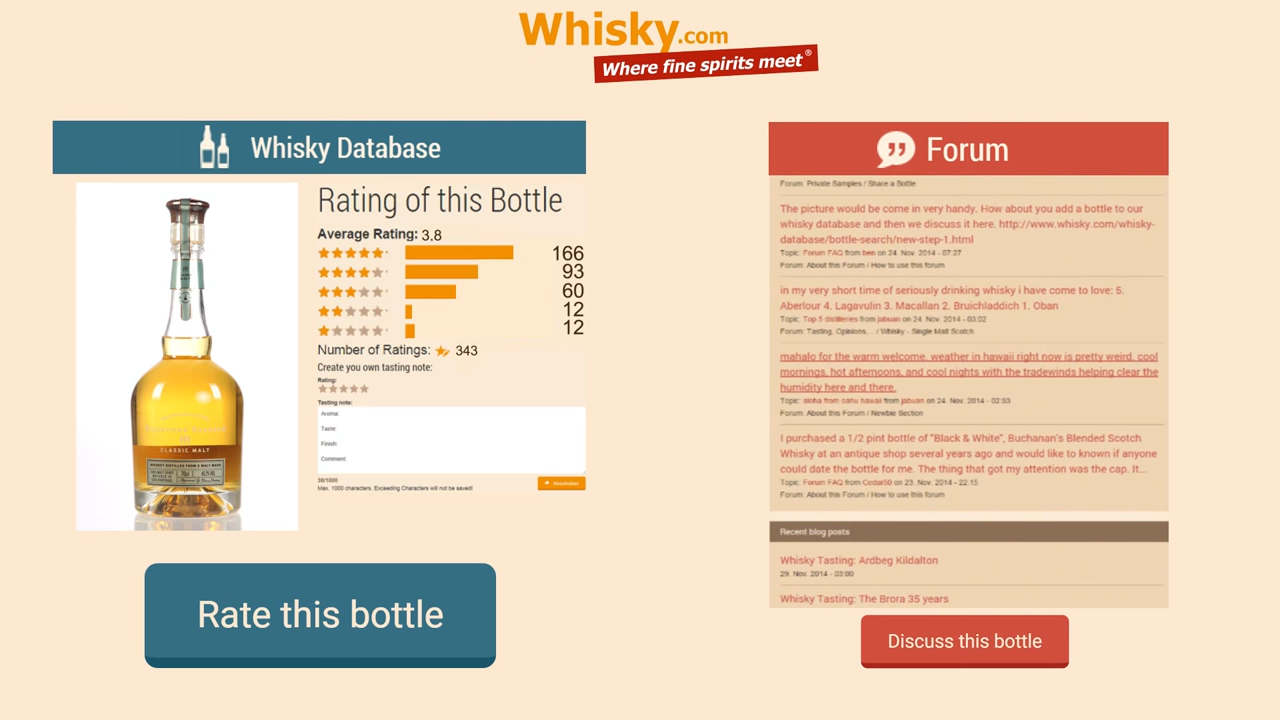 Whisky.com
Where fine spirits meet®
Whisky Database
Rating of this Bottle
Average Rating: 3.8
166
93
60
12
12
Number of Ratings: 343
Create you own tasting note:
Rating:
Tasting note:
Aroma:
Taste:
Finish:
Comment:
38/1000
Max. 1000 characters. Exceeding Characters will not be saved!
CLASSIC MALT
Rate this bottle
Forum
Forum: Private Samples / Share a Bottle
The picture would be come in very handy. How about you add a bottle to our
whisky database and then we discuss it here. http://www.whisky.com/whisky-
database/bottle-search/new-step-1.html
Topic: Forum FAQ from ben on 24. Nov. 2014 - 07:27
Forum: About this Forum / How to use this forum
in my very short time of seriously drinking whisky i have come to love: 5.
Aberlour 4. Lagavulin 3. Macallan 2. Bruichladdich 1. Oban
Topic: Top 5 distilleries from jabuan on 24. Nov. 2014 - 03:02
Forum: Tasting, Opinions,... / Whisky - Single Malt Scotch
mahalo for the warm welcome. weather in hawaii right now is pretty weird. cool
mornings, hot afternoons, and cool nights with the tradewinds helping clear the
humidity here and there.
Topic: aloha from oahu hawaii from jabuan on 24. Nov. 2014 - 02:53
Forum: About this Forum / Newbie Section
I purchased a 1/2 pint bottle of "Black & White", Buchanan's Blended Scotch
Whisky at an antique shop several years ago and would like to known if anyone
could date the bottle for me. The thing that got my attention was the cap. It...
Topic: Forum FAQ from Cedar50 on 23. Nov. 2014 - 22:15
Forum: About this Forum / How to use this forum
Recent blog posts
Whisky Tasting: Ardbeg Kildalton
29. Nov. 2014 - 03:00
Whisky Tasting: The Brora 35 years
Discuss this bottle